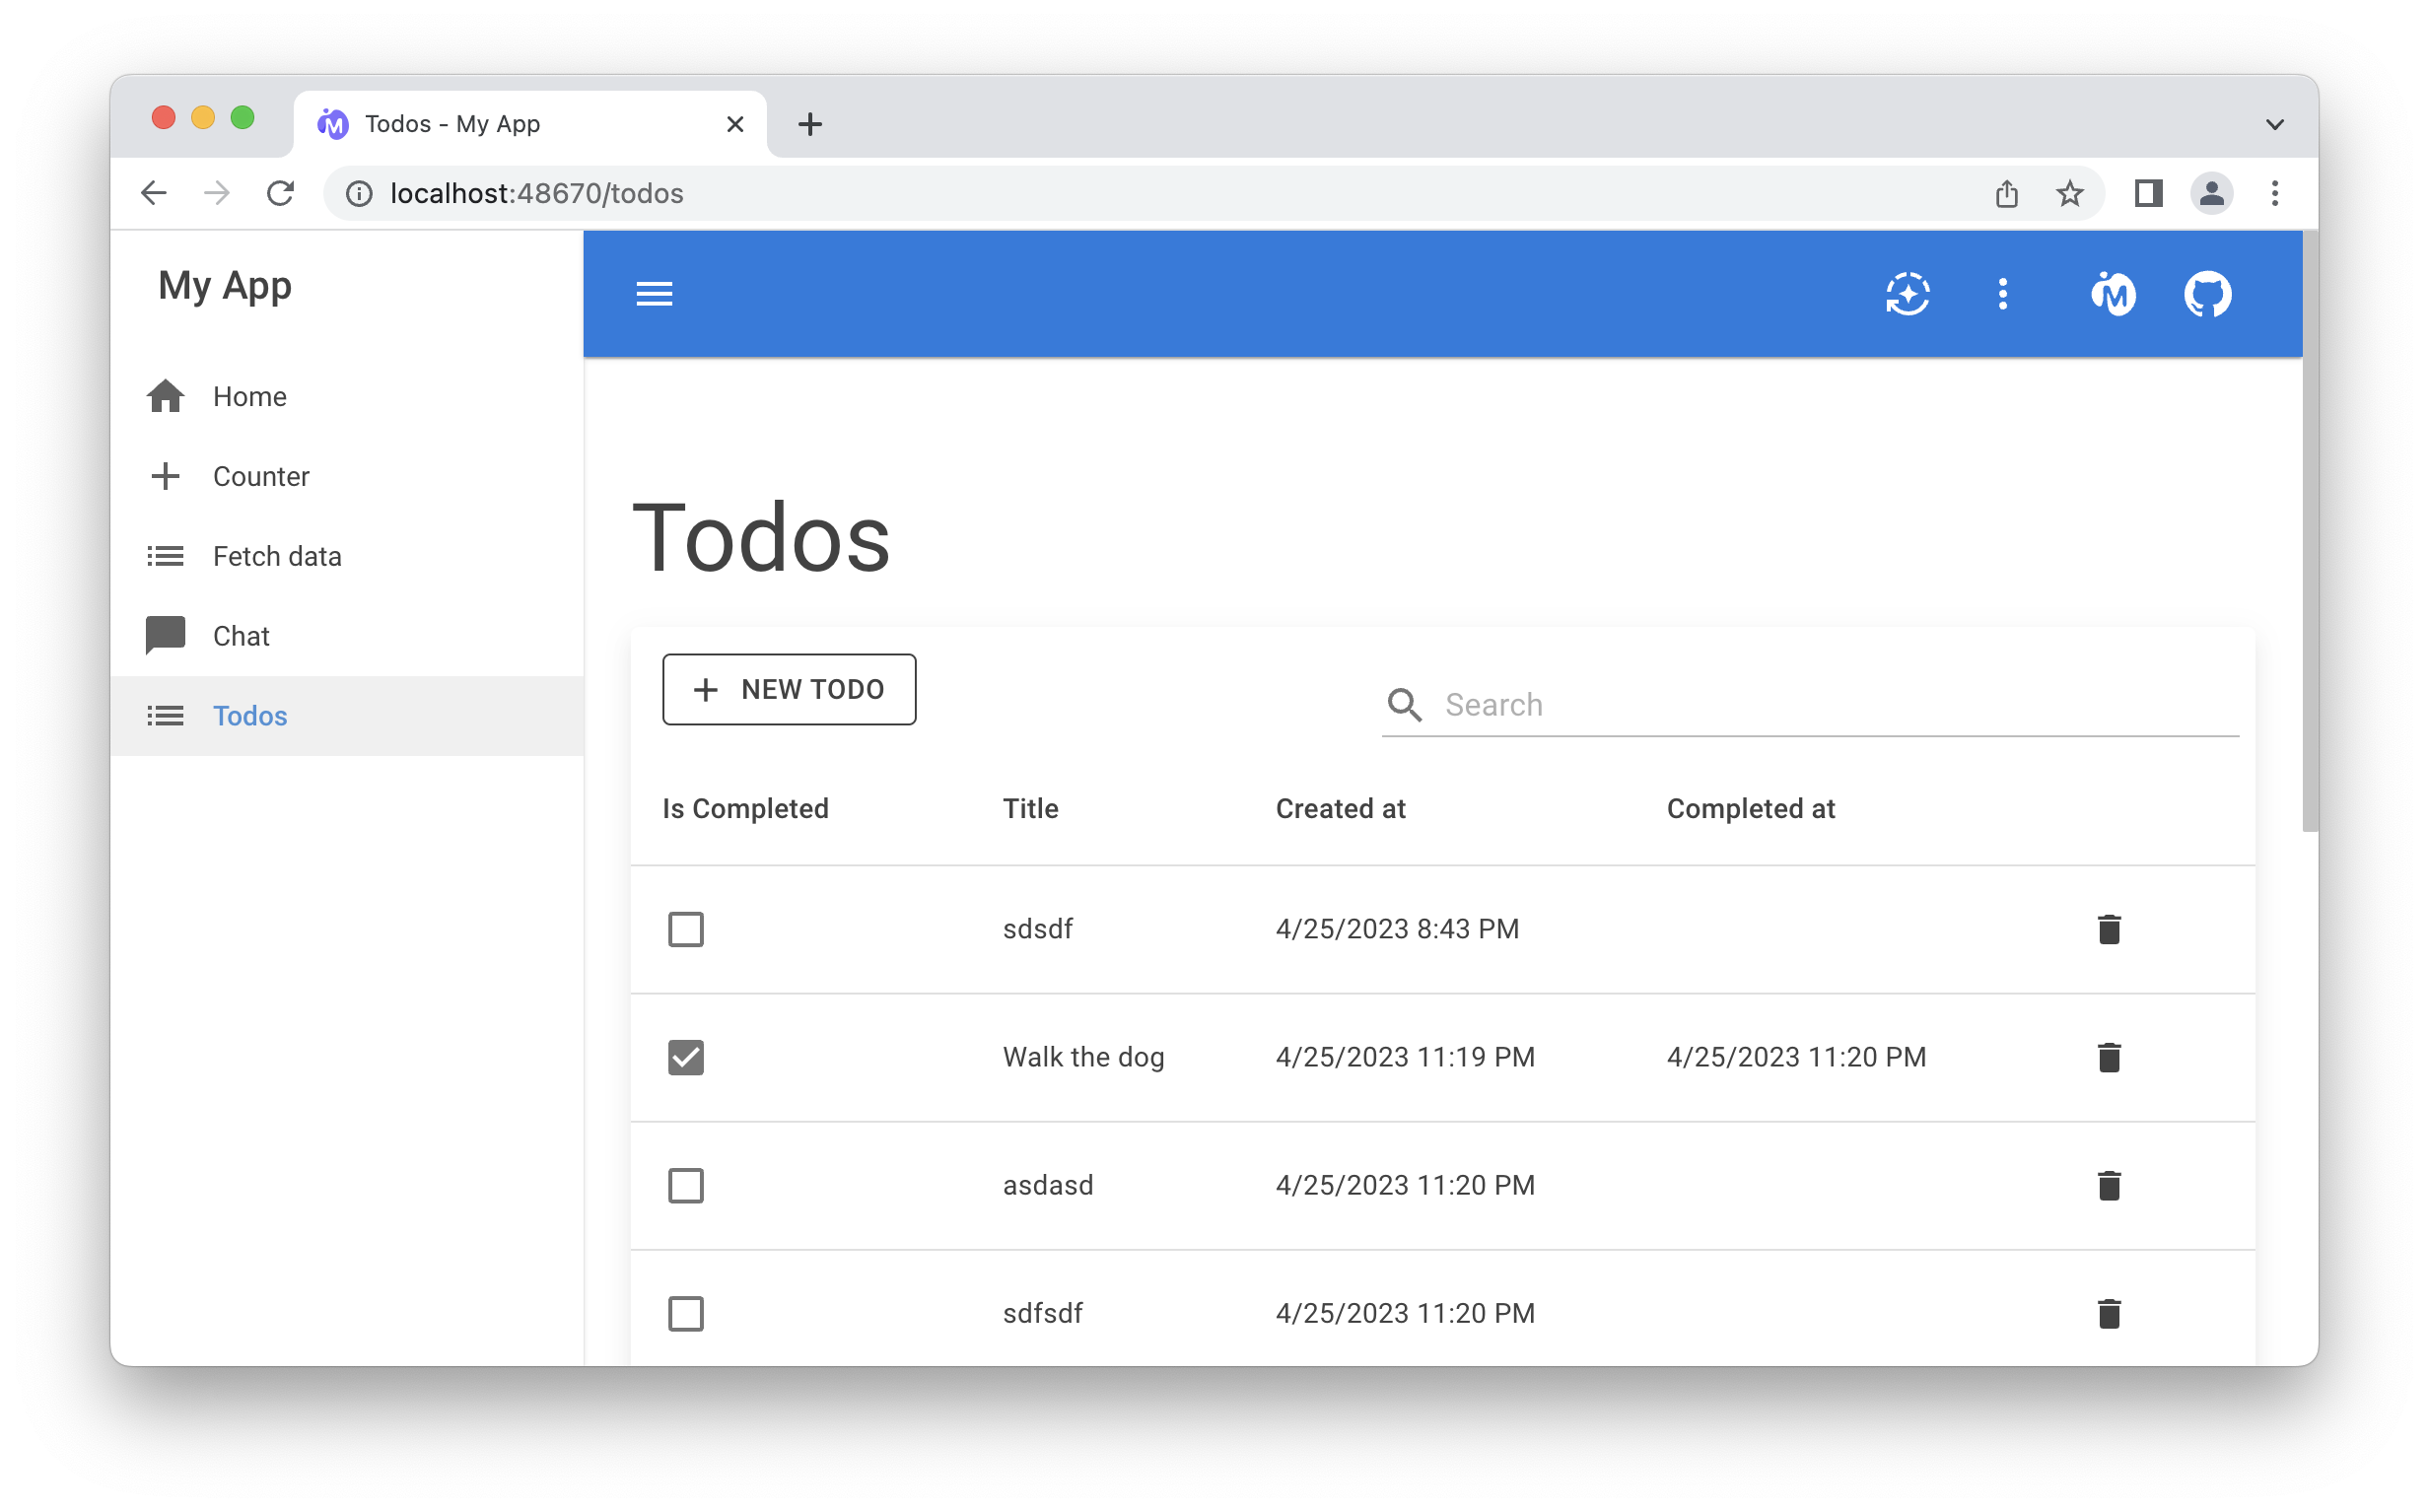 Todos - My App
localhost:48670/todos
My App
Home
Counter
Fetch data
Chat
Todos
Todos
NEW TODO
Search
Is Completed Title Created at Completed at
sdsdf 4/25/2023 8:43 PM
Walk the dog 4/25/2023 11:19 PM 4/25/2023 11:20 PM
asdasd 4/25/2023 11:20 PM
sdfsdf 4/25/2023 11:20 PM